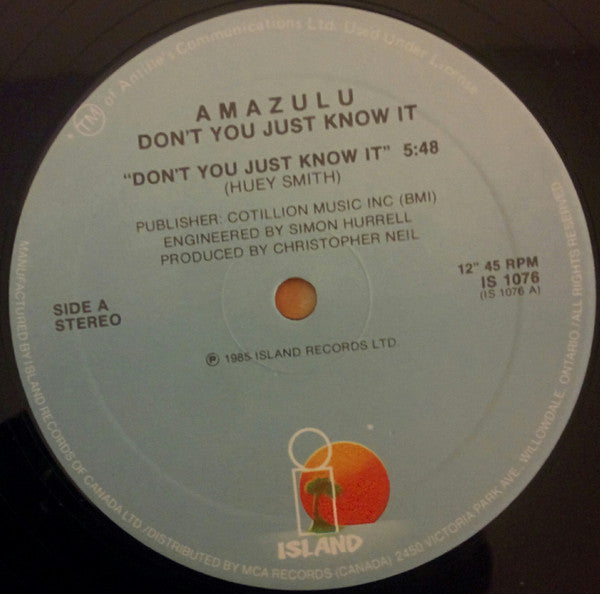 TM of Antille's Communications Ltd. Used Under License
AMAZULU
DON'T YOU JUST KNOW IT
"DON'T YOU JUST KNOW IT" 5:48
(HUEY SMITH)
PUBLISHER: COTILLION MUSIC INC (BMI)
ENGINEERED BY SIMON HURRELL
PRODUCED BY CHRISTOPHER NEIL
SIDE A
STEREO
12" 45 RPM
IS 1076
(IS 1076 A)
℗ 1985 ISLAND RECORDS LTD
i
ISLAND
MANUFACTURED BY ISLAND RECORDS OF CANADA LTD. / DISTRIBUTED BY MCA RECORDS (CANADA) 2450 VICTORIA PARK AVE, WILLOWDALE, ONTARIO / ALL RIGHTS RESERVED.